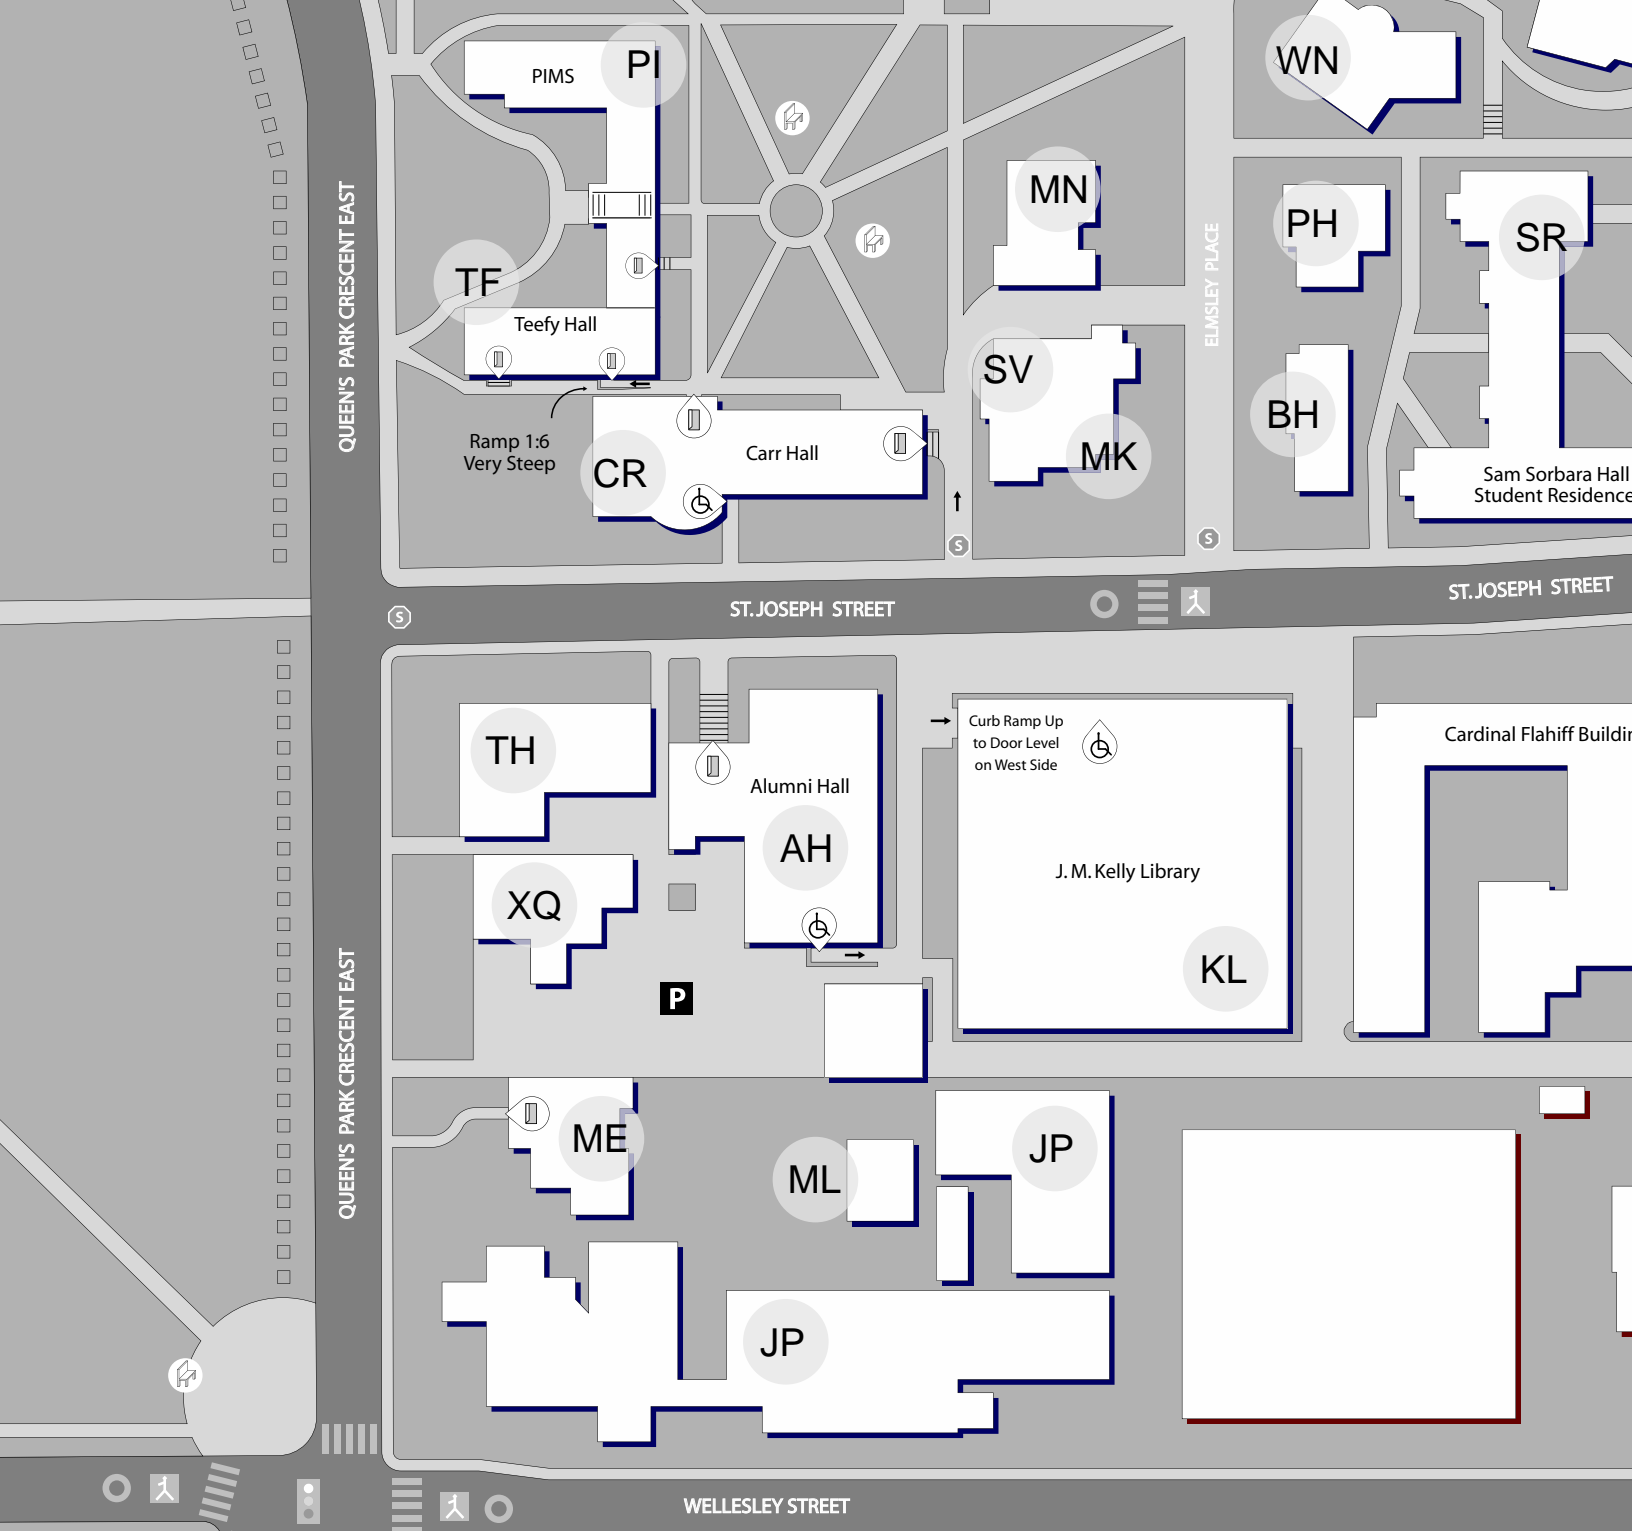 WN
PI
PIMS
MN
PH
SR
QUEEN'S PARK CRESCENT EAST
ELMSLEY PLACE
TF
Teefy Hall
SV
BH
Ramp 1:6
Very Steep
CR
Carr Hall
MK
Sam Sorbara Hall
Student Residence
S
S
S
ST. JOSEPH STREET
ST. JOSEPH STREET
TH
Alumni Hall
AH
Curb Ramp Up
to Door Level
on West Side
Cardinal Flahiff Buildin
J. M. Kelly Library
XQ
KL
P
QUEEN'S PARK CRESCENT EAST
ME
ML
JP
JP
WELLESLEY STREET